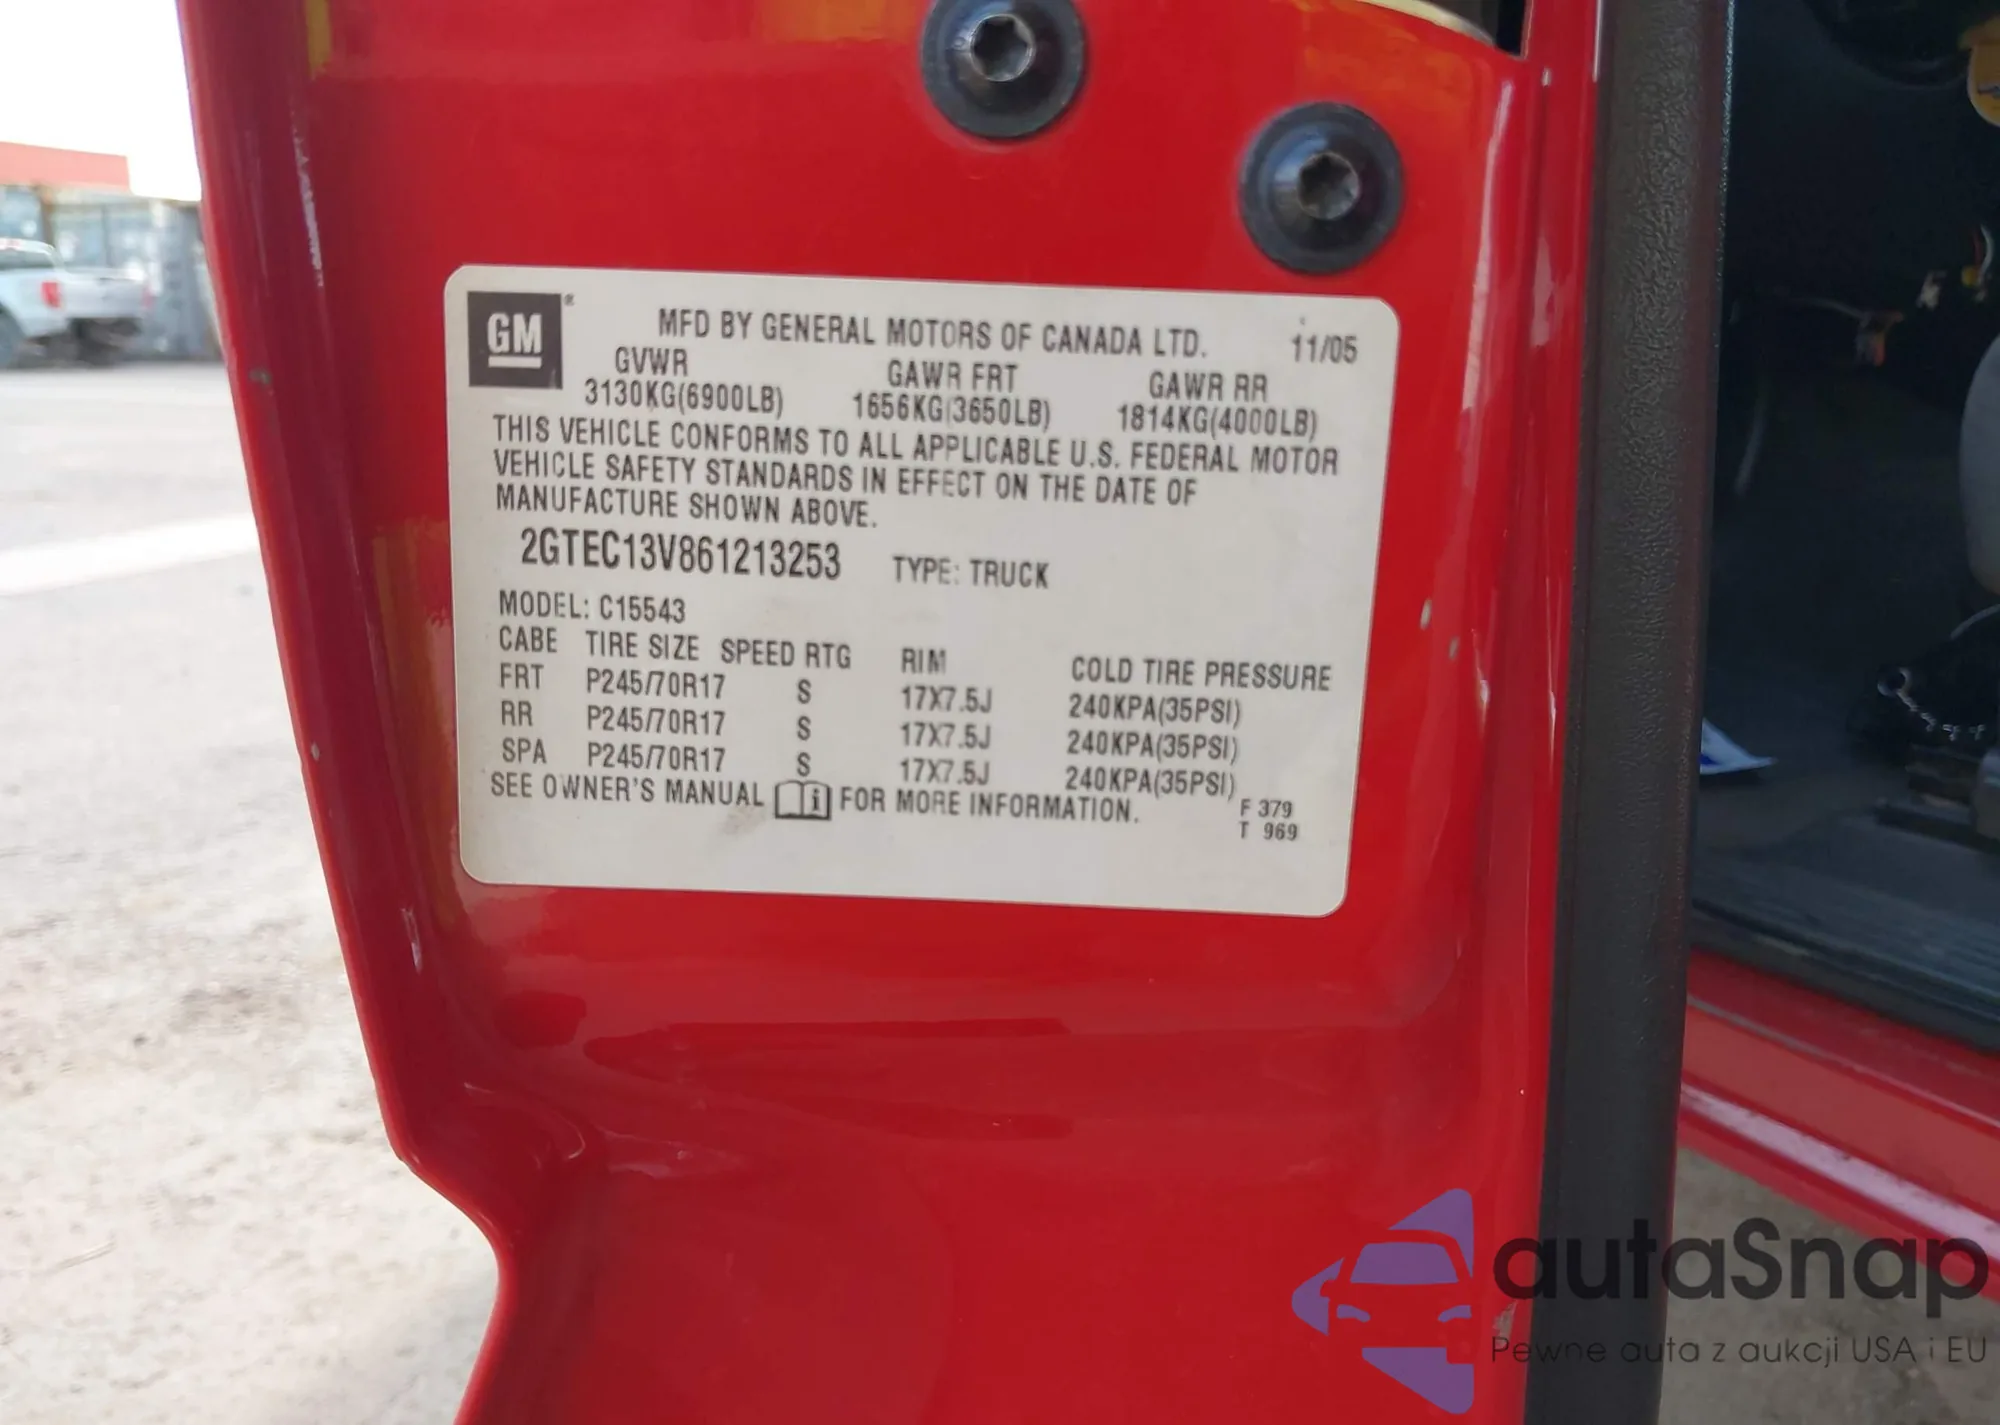 GM ®
MFD BY GENERAL MOTORS OF CANADA LTD. 11/05
GVWR GAWR FRT GAWR RR
3130KG(6900LB) 1656KG(3650LB) 1814KG(4000LB)
THIS VEHICLE CONFORMS TO ALL APPLICABLE U.S. FEDERAL MOTOR
VEHICLE SAFETY STANDARDS IN EFFECT ON THE DATE OF
MANUFACTURE SHOWN ABOVE.
2GTEC13V861213253 TYPE: TRUCK
MODEL: C15543
CABE TIRE SIZE SPEED RTG RIM COLD TIRE PRESSURE
FRT P245/70R17 S 17X7.5J 240KPA(35PSI)
RR P245/70R17 S 17X7.5J 240KPA(35PSI)
SPA P245/70R17 S 17X7.5J 240KPA(35PSI)
SEE OWNER'S MANUAL i FOR MORE INFORMATION.
F 379
T 969
autaSnap
Pewne auta z aukcji USA i EU